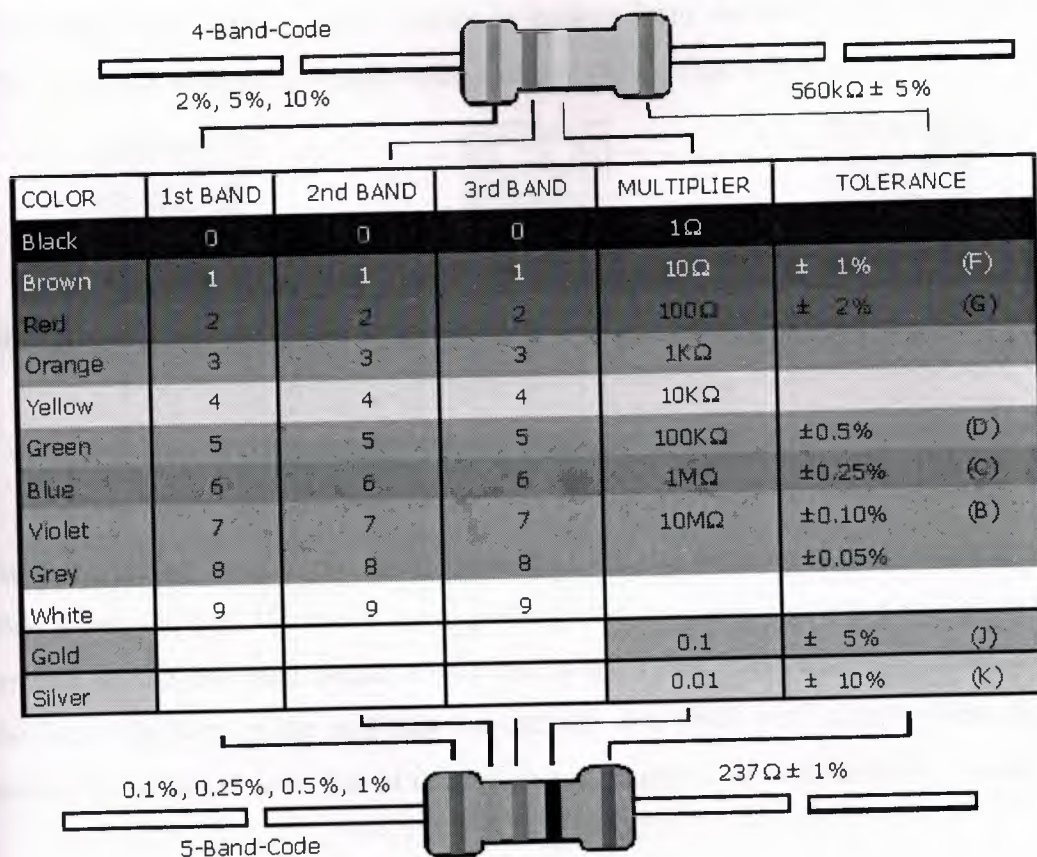 4-Band-Code
2%, 5%, 10%
560kΩ ± 5%
COLOR 1st BAND 2nd BAND 3rd BAND MULTIPLIER TOLERANCE
Black 0 0 0 1Ω
Brown 1 1 1 10Ω ± 1% (F)
Red 2 2 2 100Ω ± 2% (G)
Orange 3 3 3 1KΩ
Yellow 4 4 4 10KΩ
Green 5 5 5 100KΩ ±0.5% (D)
Blue 6 6 6 1MΩ ±0.25% (C)
Violet 7 7 7 10MΩ ±0.10% (B)
Grey 8 8 8 ±0.05%
White 9 9 9
Gold 0.1 ± 5% (J)
Silver 0.01 ± 10% (K)
0.1%, 0.25%, 0.5%, 1%
237Ω ± 1%
5-Band-Code